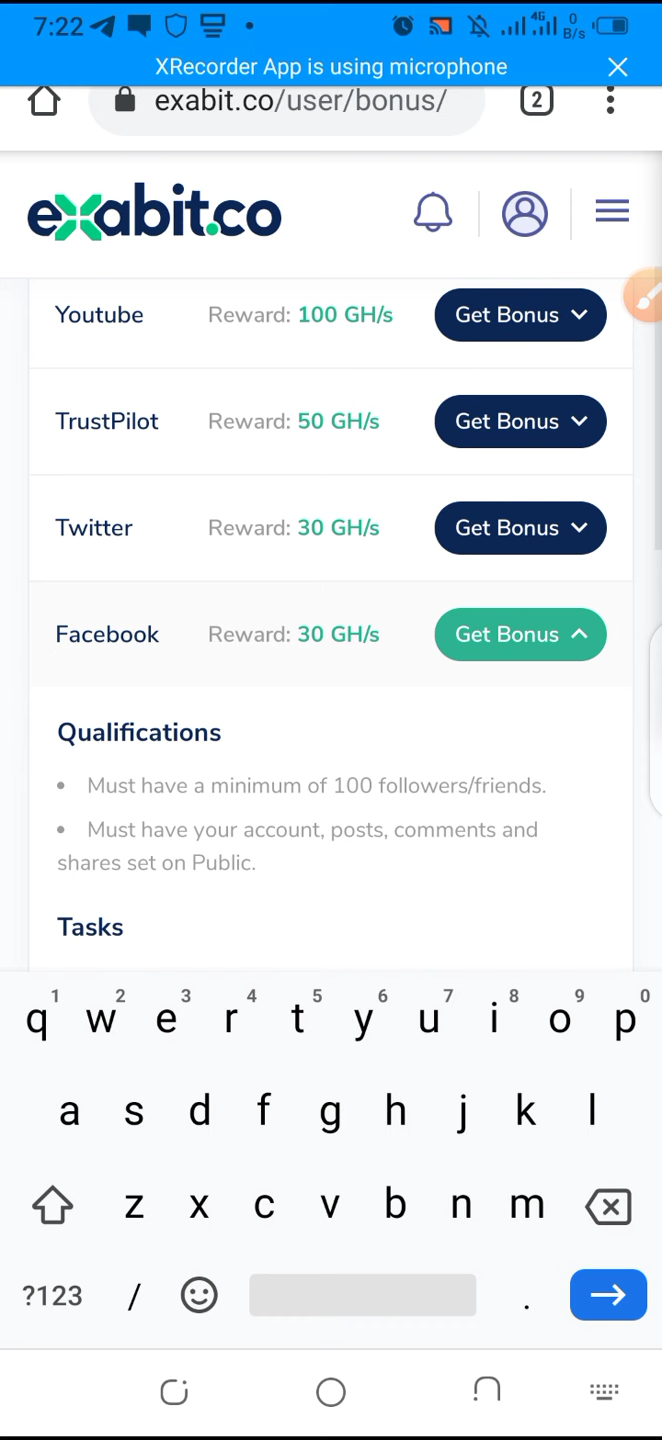 7:22 4G 0 B/s
XRecorder App is using microphone
exabit.co/user/bonus/ 2
exabit.co
Youtube Reward: 100 GH/s Get Bonus
TrustPilot Reward: 50 GH/s Get Bonus
Twitter Reward: 30 GH/s Get Bonus
Facebook Reward: 30 GH/s Get Bonus
Qualifications
• Must have a minimum of 100 followers/friends.
• Must have your account, posts, comments and
shares set on Public.
Tasks
1 2 3 4 5 6 7 8 9 0
q w e r t y u i o p
a s d f g h j k l
z x c v b n m
?123 / .